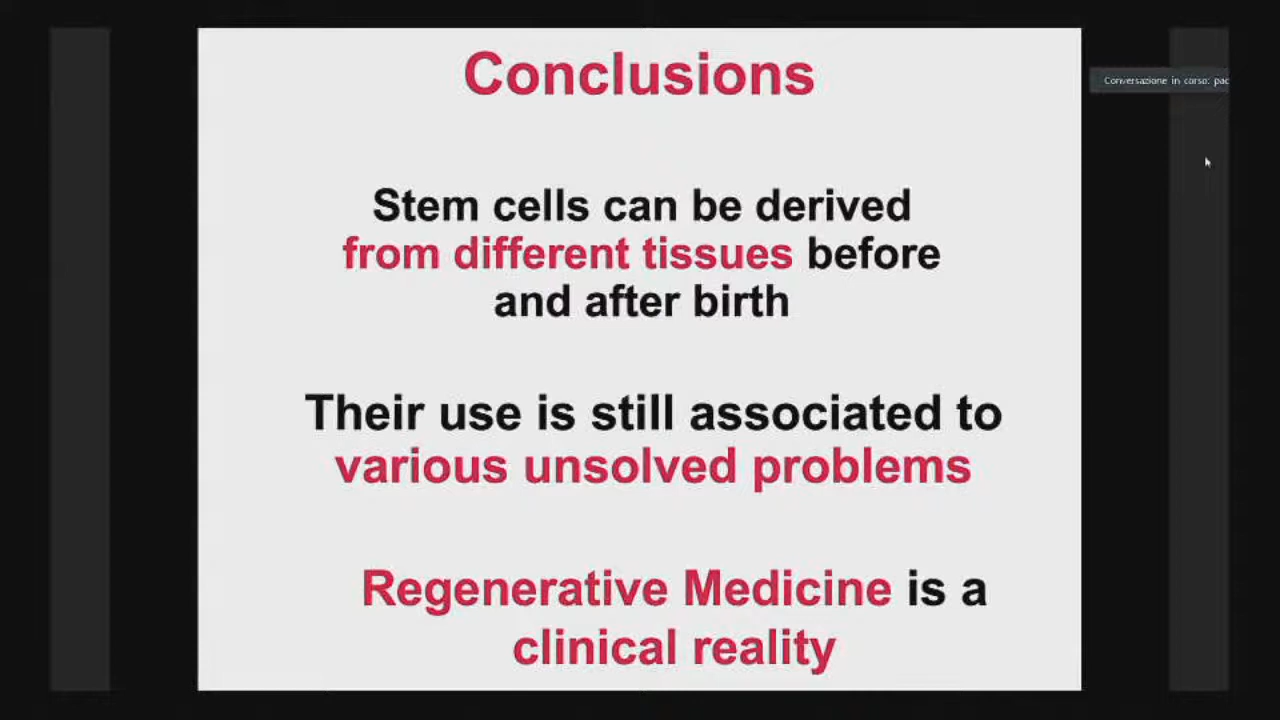 Conclusions
Conversazione in corso: pac
Stem cells can be derived
from different tissues before
and after birth
Their use is still associated to
various unsolved problems
Regenerative Medicine is a
clinical reality